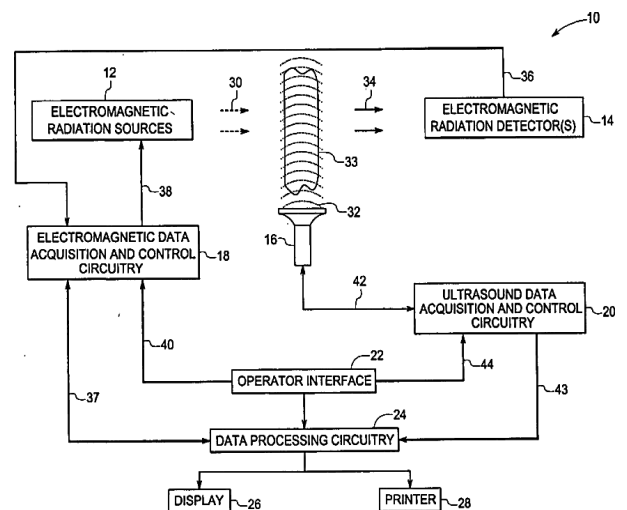 10
12
ELECTROMAGNETIC
RADIATION SOURCES
30
34
36
ELECTROMAGNETIC
RADIATION DETECTOR(S)
14
33
38
32
16
ELECTROMAGNETIC DATA
ACQUISITION AND CONTROL
CIRCUITRY
18
42
ULTRASOUND DATA
ACQUISITION AND CONTROL
CIRCUITRY
20
40
22
44
OPERATOR INTERFACE
37
43
24
DATA PROCESSING CIRCUITRY
DISPLAY
26
PRINTER
28